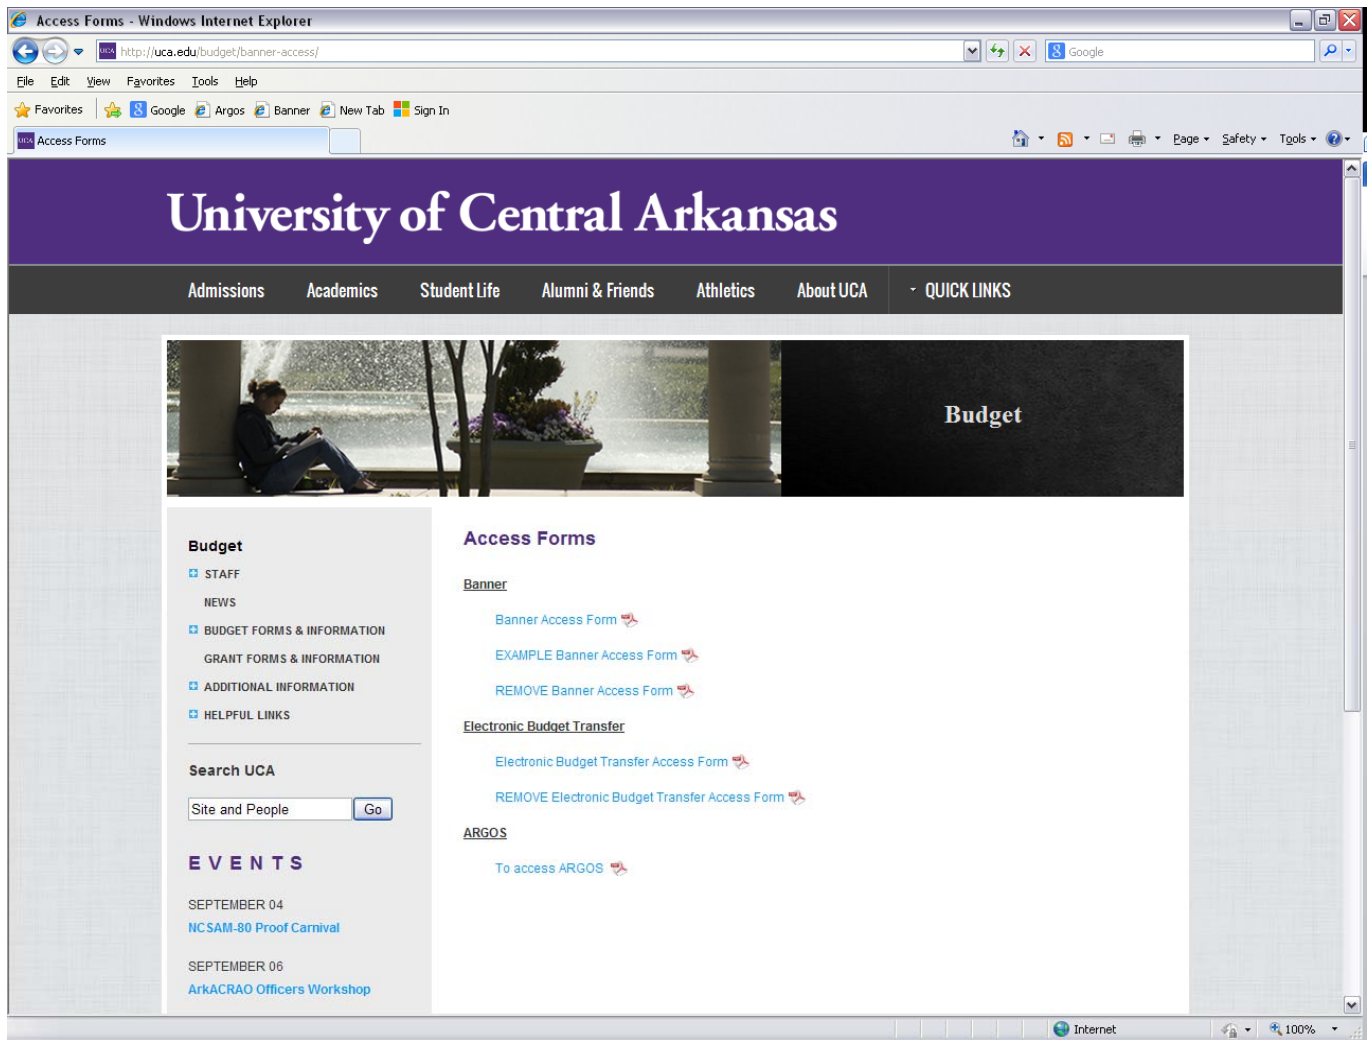 Access Forms - Windows Internet Explorer
http://uca.edu/budget/banner-access/
Google
File Edit View Favorites Tools Help
Favorites Google Argos Banner New Tab Sign In
UCA Access Forms
Page Safety Tools
University of Central Arkansas
Admissions Academics Student Life Alumni & Friends Athletics About UCA QUICK LINKS
Budget
Budget
STAFF
NEWS
BUDGET FORMS & INFORMATION
GRANT FORMS & INFORMATION
ADDITIONAL INFORMATION
HELPFUL LINKS
Search UCA
Site and People Go
EVENTS
SEPTEMBER 04
NCSAM-80 Proof Carnival
SEPTEMBER 06
ArkACRAO Officers Workshop
Access Forms
Banner
Banner Access Form
EXAMPLE Banner Access Form
REMOVE Banner Access Form
Electronic Budget Transfer
Electronic Budget Transfer Access Form
REMOVE Electronic Budget Transfer Access Form
ARGOS
To access ARGOS
Internet 100%